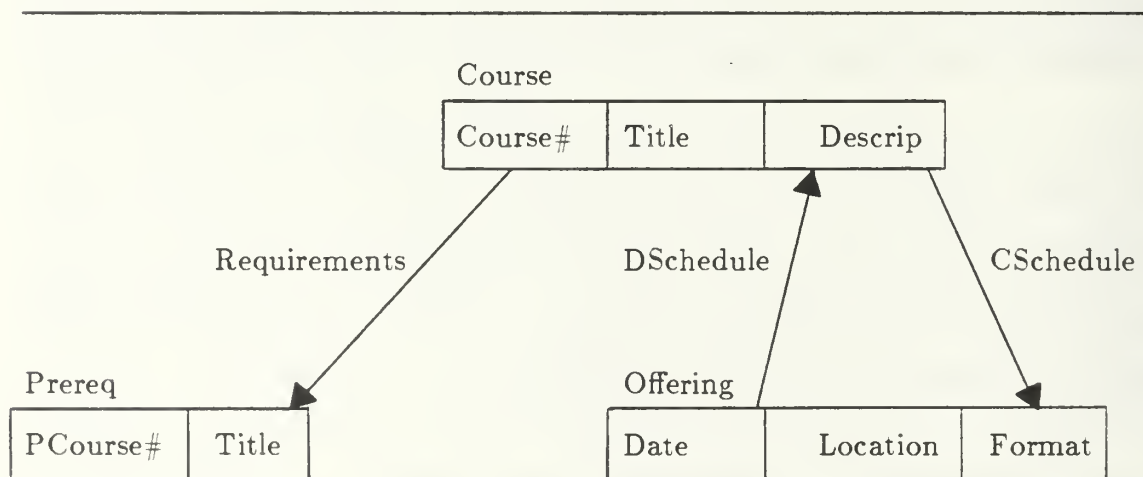 Course
Course# Title Descrip
Requirements DSchedule CSchedule
Prereq Offering
PCourse# Title Date Location Format